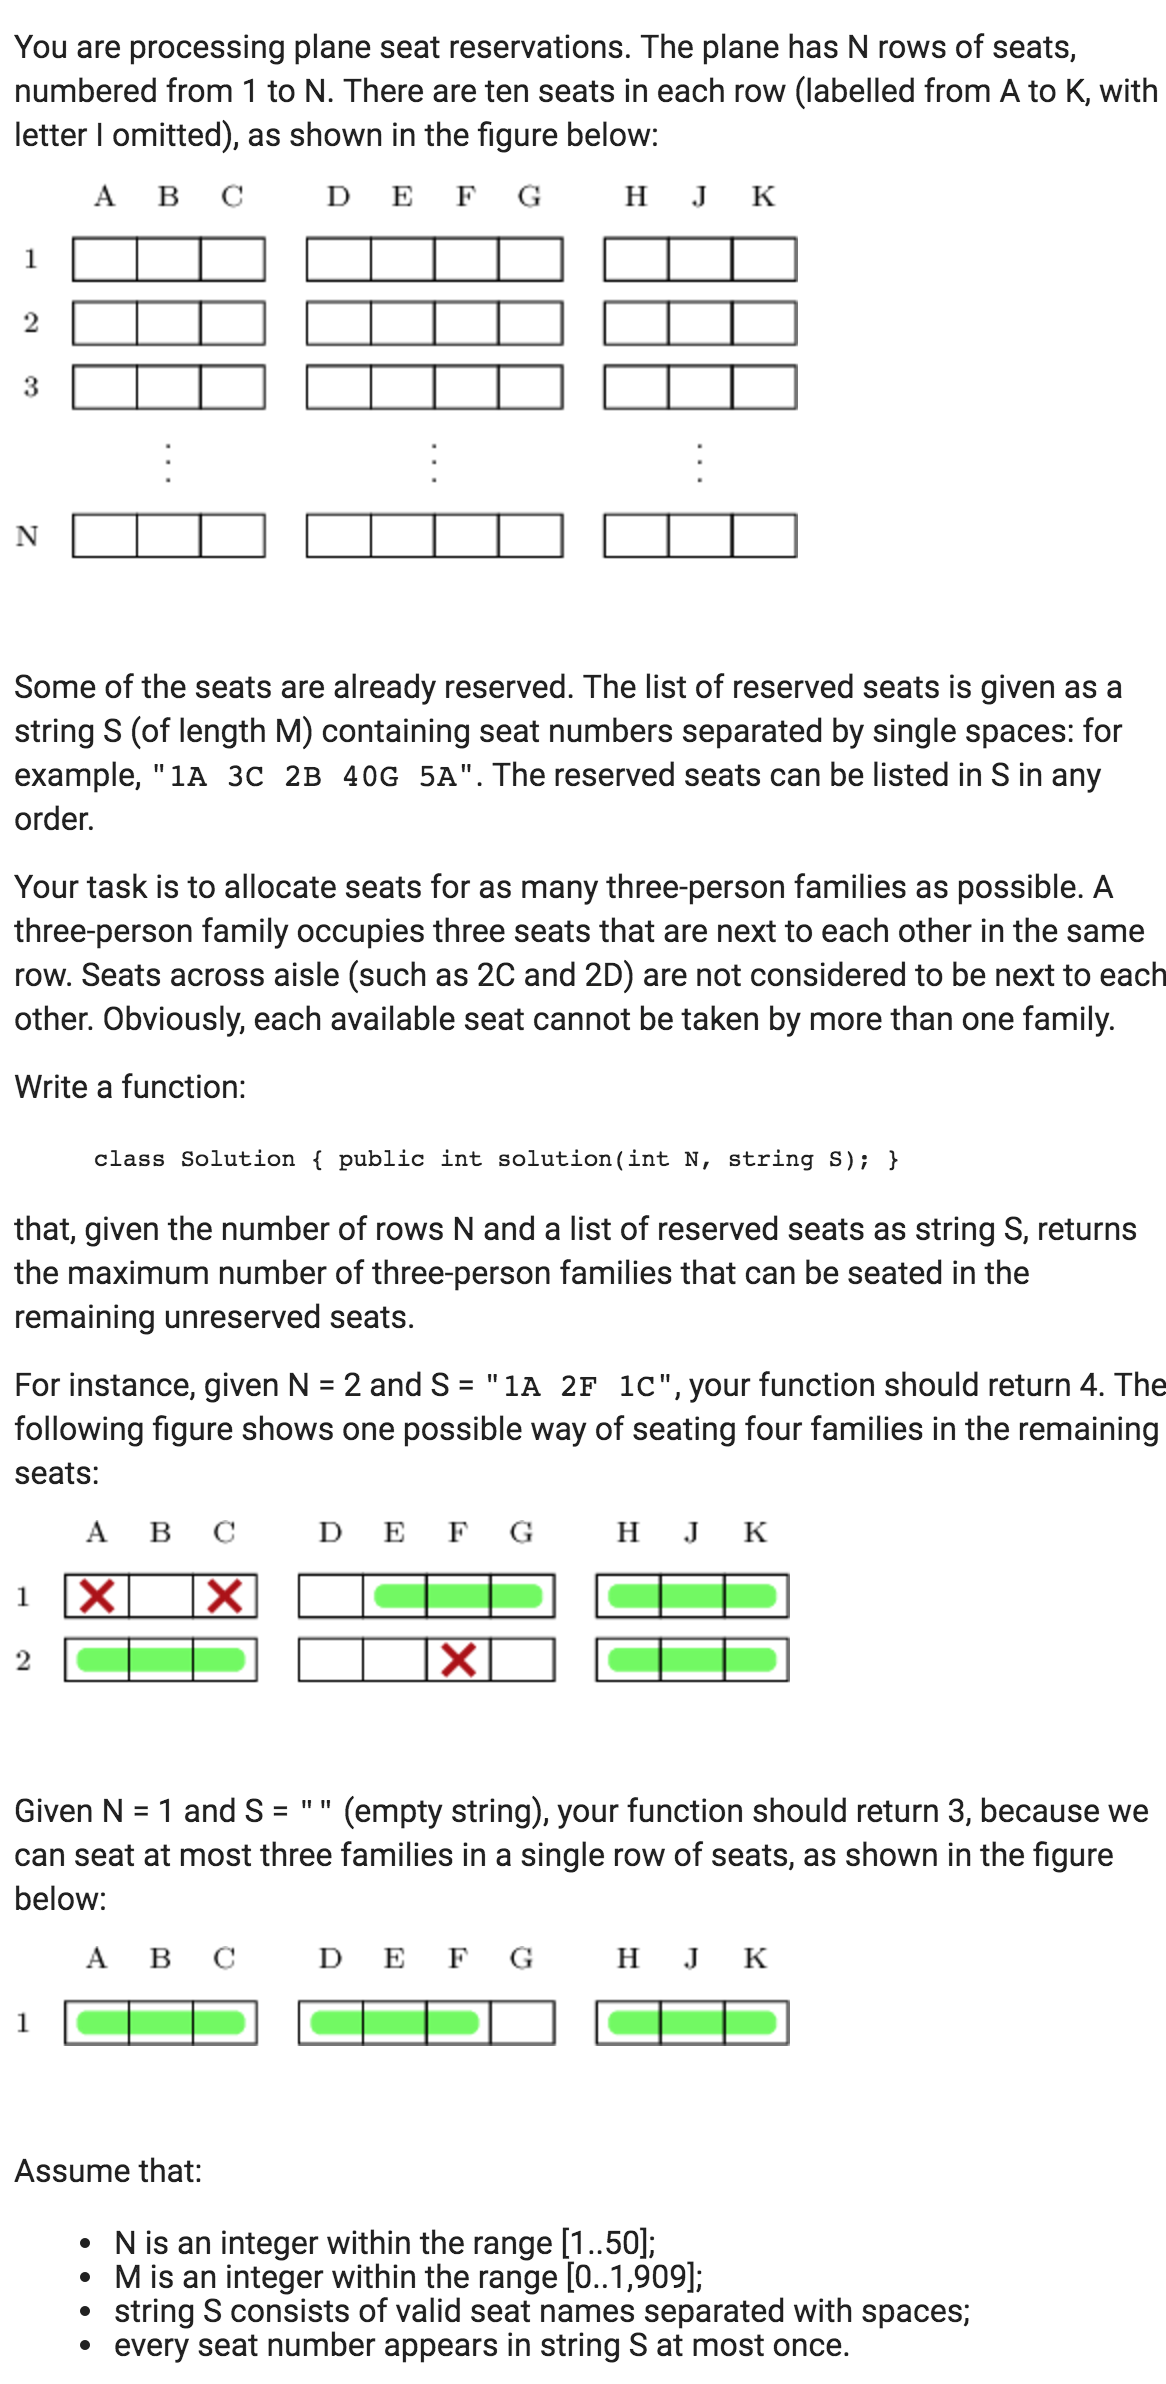 You are processing plane seat reservations. The plane has N rows of seats,
numbered from 1 to N. There are ten seats in each row (labelled from A to K, with
letter I omitted), as shown in the figure below:
A B C D E F G H J K
1
2
3
N
Some of the seats are already reserved. The list of reserved seats is given as a
string S (of length M) containing seat numbers separated by single spaces: for
example, "1A 3C 2B 40G 5A". The reserved seats can be listed in S in any
order.
Your task is to allocate seats for as many three-person families as possible. A
three-person family occupies three seats that are next to each other in the same
row. Seats across aisle (such as 2C and 2D) are not considered to be next to each
other. Obviously, each available seat cannot be taken by more than one family.
Write a function:
class Solution { public int solution(int N, string S); }
that, given the number of rows N and a list of reserved seats as string S, returns
the maximum number of three-person families that can be seated in the
remaining unreserved seats.
For instance, given N = 2 and S = "1A 2F 1C", your function should return 4. The
following figure shows one possible way of seating four families in the remaining
seats:
A B C D E F G H J K
1
2
Given N = 1 and S = "" (empty string), your function should return 3, because we
can seat at most three families in a single row of seats, as shown in the figure
below:
A B C D E F G H J K
1
Assume that:
• N is an integer within the range [1..50];
• M is an integer within the range [0..1,909];
• string S consists of valid seat names separated with spaces;
• every seat number appears in string S at most once.